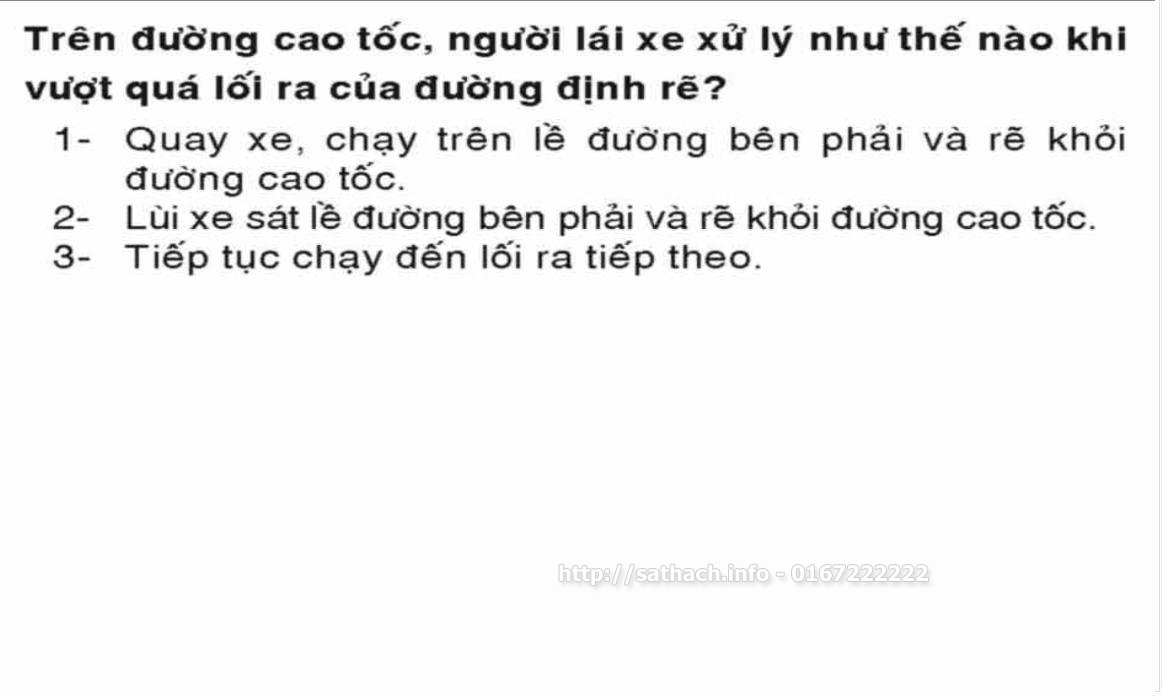 Trên đường cao tốc, người lái xe xử lý như thế nào khi
vượt quá lối ra của đường định rẽ?
1- Quay xe, chạy trên lề đường bên phải và rẽ khỏi
đường cao tốc.
2- Lùi xe sát lề đường bên phải và rẽ khỏi đường cao tốc.
3- Tiếp tục chạy đến lối ra tiếp theo.
http://sathach.info - 0167222222